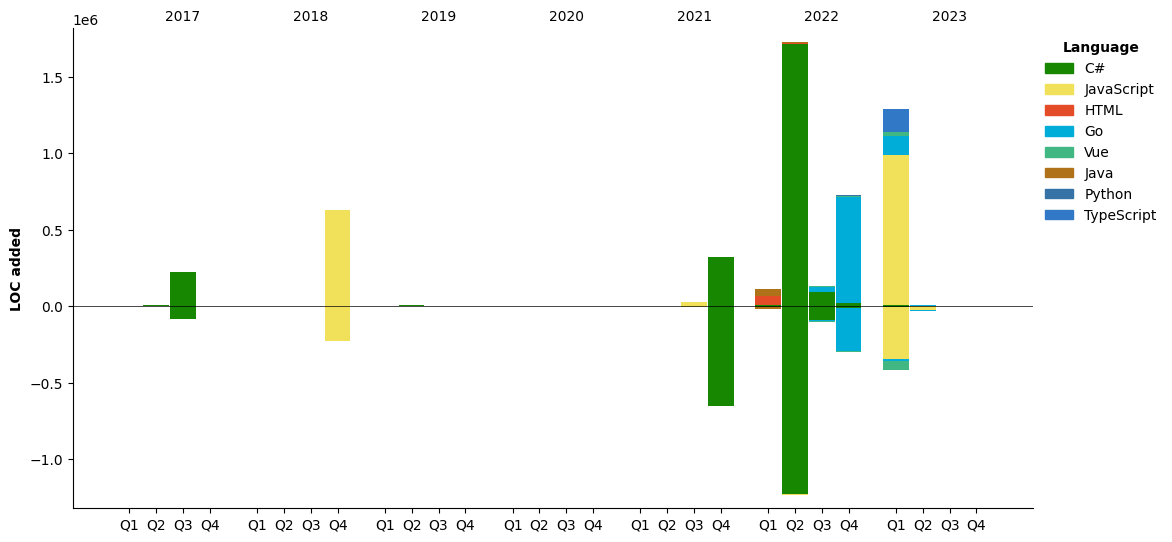 1e6
2017 2018 2019 2020 2021 2022 2023
LOC added
1.5
1.0
0.5
0.0
−0.5
−1.0
Q1 Q2 Q3 Q4 Q1 Q2 Q3 Q4 Q1 Q2 Q3 Q4 Q1 Q2 Q3 Q4 Q1 Q2 Q3 Q4 Q1 Q2 Q3 Q4 Q1 Q2 Q3 Q4
Language
C#
JavaScript
HTML
Go
Vue
Java
Python
TypeScript